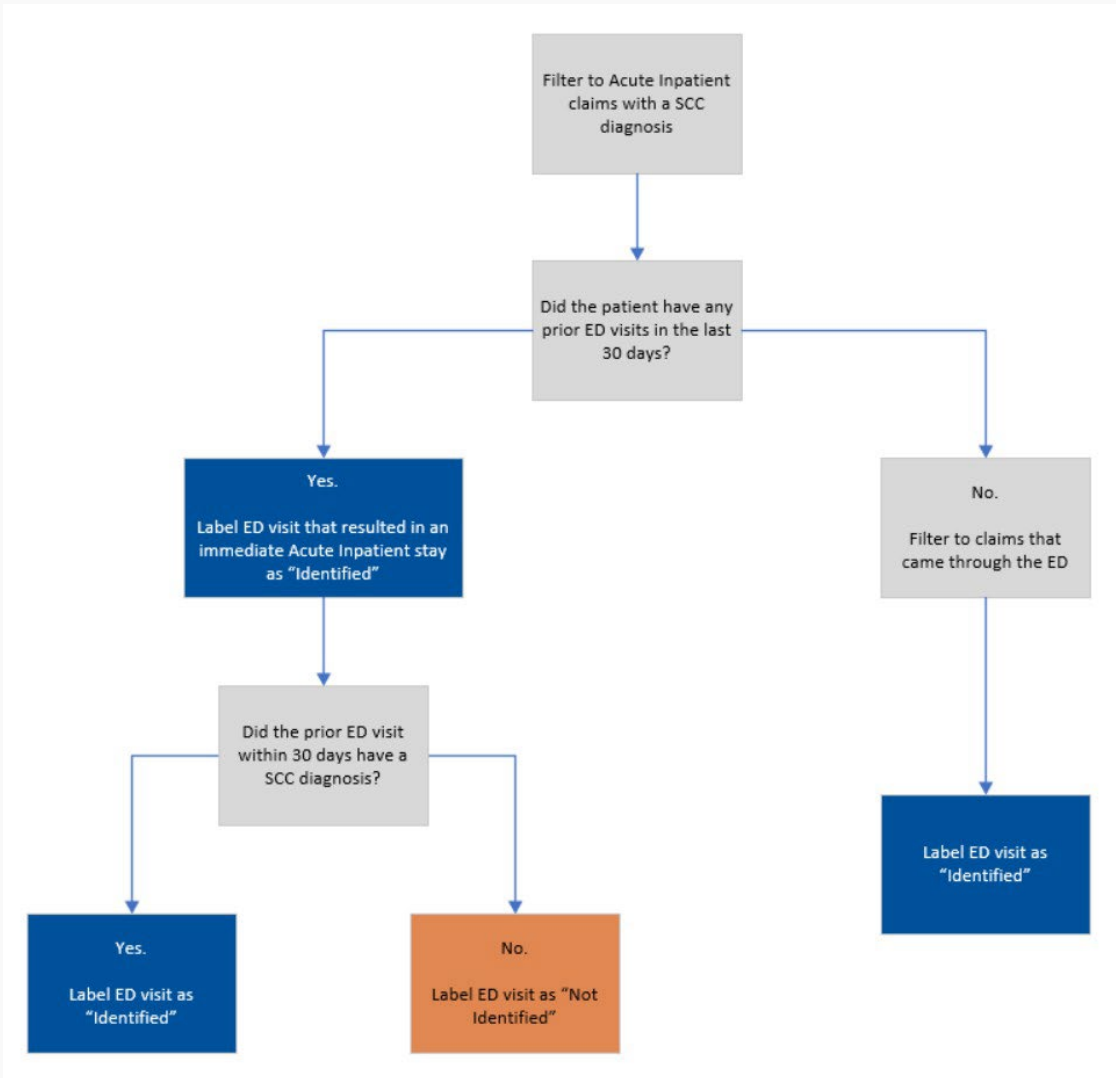 Filter to Acute Inpatient
claims with a SCC
diagnosis
Did the patient have any
prior ED visits in the last
30 days?
Yes.
Label ED visit that resulted in an
immediate Acute Inpatient stay
as “Identified”
No.
Filter to claims that
came through the ED
Did the prior ED visit
within 30 days have a
SCC diagnosis?
Label ED visit as
“Identified”
Yes.
Label ED visit as
“Identified”
No.
Label ED visit as “Not
Identified”